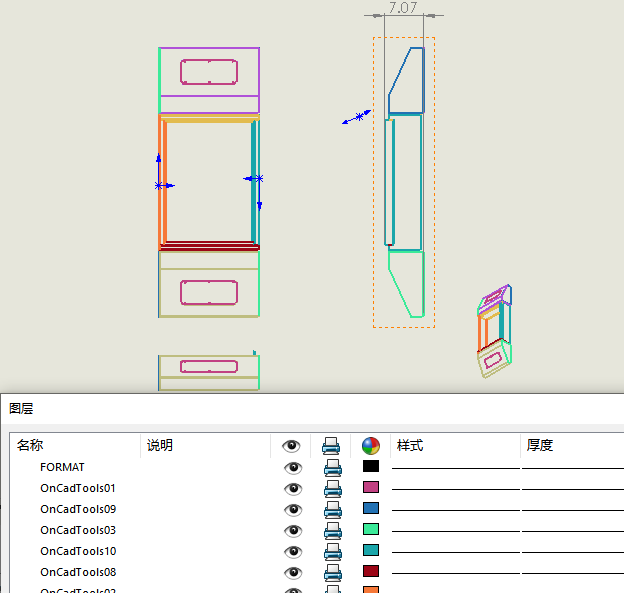 7.07
图层
名称 说明 样式 厚度
FORMAT
OnCadTools01
OnCadTools09
OnCadTools03
OnCadTools10
OnCadTools08